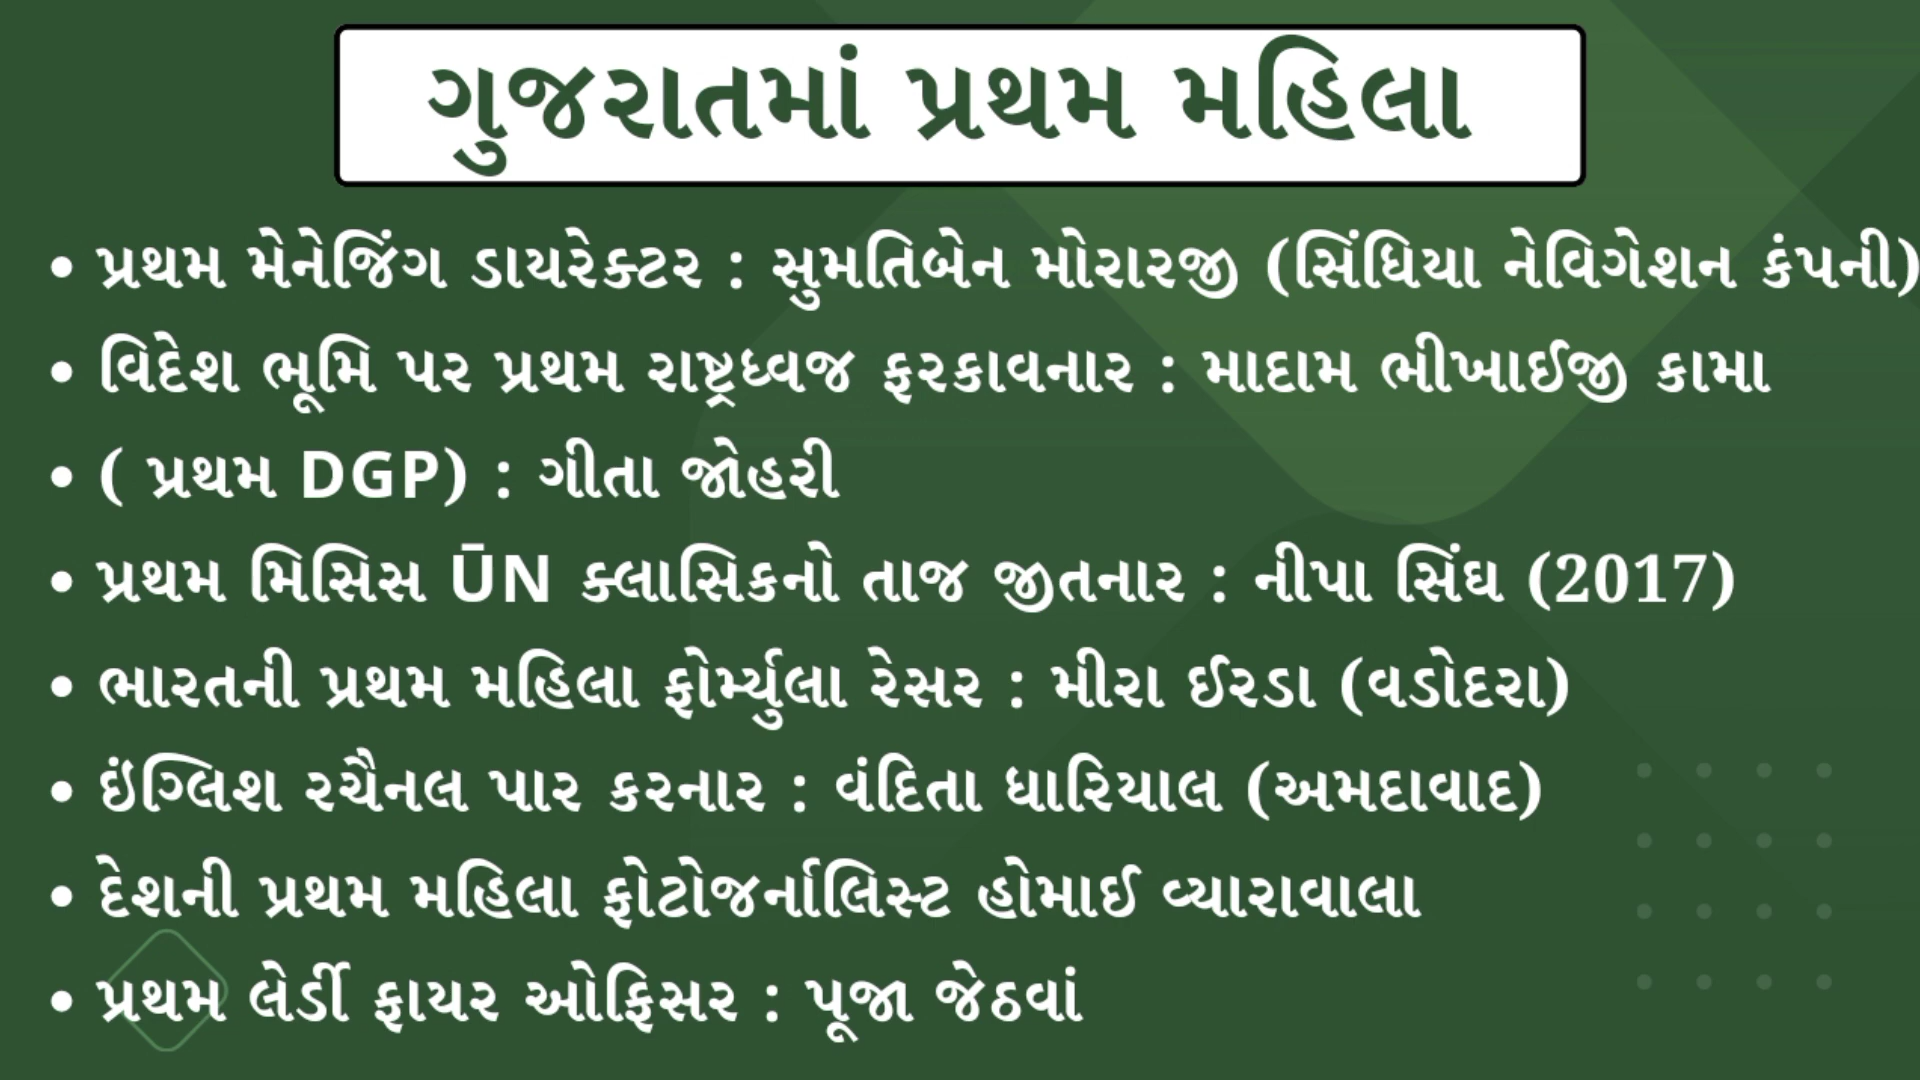 ગુજરાતમાં પ્રથમ મહિલા
• પ્રથમ મેનેજિંગ ડાયરેક્ટર : સુમતિબેન મોરારજી (સિંધિયા નેવિગેશન કંપની)
• વિદેશ ભૂમિ પર પ્રથમ રાષ્ટ્રધ્વજ ફરકાવનાર : માદામ ભીખાઈજી કામા
• ( પ્રથમ DGP) : ગીતા જોહરી
• પ્રથમ મિસિસ ŪN ક્લાસિકનો તાજ જીતનાર : નીપા સિંઘ (2017)
• ભારતની પ્રથમ મહિલા ફોર્મ્યુલા રેસર : મીરા ઈરડા (વડોદરા)
• ઇંગ્લિશ રચૈનલ પાર કરનાર : વંદિતા ધારિયાલ (અમદાવાદ)
• દેશની પ્રથમ મહિલા ફોટોજર્નાલિસ્ટ હોમાઈ વ્યારાવાલા
• પ્રથમ લેર્ડી ફાયર ઓફિસર : પૂજા જેઠવાં